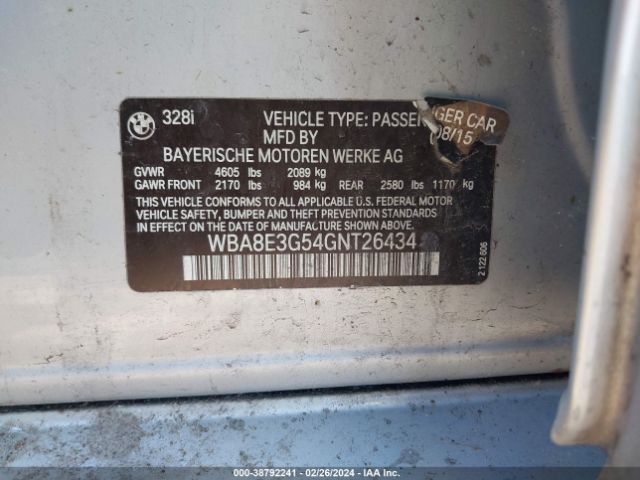 328i VEHICLE TYPE: PASSENGER CAR
MFD BY 08/15
BAYERISCHE MOTOREN WERKE AG
GVWR 4605 lbs 2089 kg
GAWR FRONT 2170 lbs 984 kg REAR 2580 lbs 1170 kg
THIS VEHICLE CONFORMS TO ALL APPLICABLE U.S. FEDERAL MOTOR
VEHICLE SAFETY, BUMPER AND THEFT PREVENTION STANDARDS
IN EFFECT ON THE DATE OF MANUFACTURE SHOWN ABOVE.
WBA8E3G54GNT26434
2 122 606
000-38792241 - 02/26/2024 - IAA Inc.